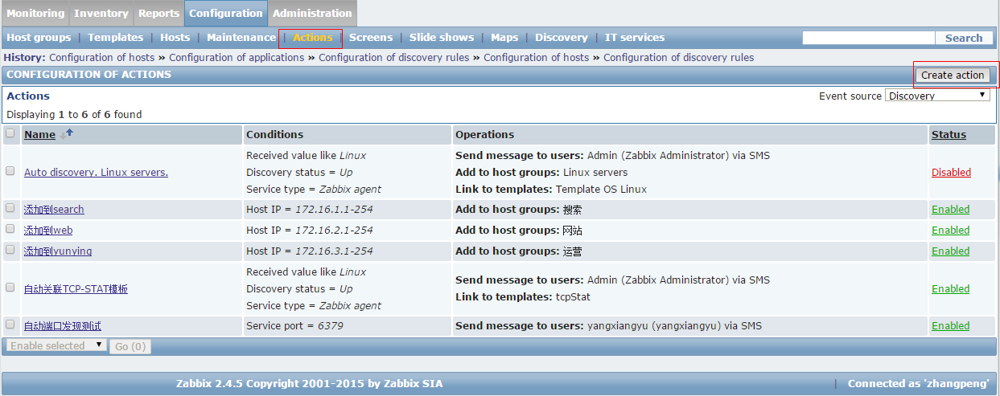 Monitoring Inventory Reports Configuration Administration
Host groups | Templates | Hosts | Maintenance | Actions | Screens | Slide shows | Maps | Discovery | IT services Search
History: Configuration of hosts » Configuration of applications » Configuration of discovery rules » Configuration of hosts » Configuration of discovery rules
CONFIGURATION OF ACTIONS Create action
Actions Event source Discovery
Displaying 1 to 6 of 6 found
Name Conditions Operations Status
Received value like Linux Send message to users: Admin (Zabbix Administrator) via SMS
Auto discovery. Linux servers. Discovery status = Up Add to host groups: Linux servers Disabled
Service type = Zabbix agent Link to templates: Template OS Linux
添加到search Host IP = 172.16.1.1-254 Add to host groups: 搜索 Enabled
添加到web Host IP = 172.16.2.1-254 Add to host groups: 网站 Enabled
添加到yunying Host IP = 172.16.3.1-254 Add to host groups: 运营 Enabled
Received value like Linux Send message to users: Admin (Zabbix Administrator) via SMS
自动关联TCP-STAT模板 Discovery status = Up Link to templates: tcpStat Enabled
Service type = Zabbix agent
自动端口发现测试 Service port = 6379 Send message to users: yangxiangyu (yangxiangyu) via SMS Enabled
Enable selected Go (0)
Zabbix 2.4.5 Copyright 2001-2015 by Zabbix SIA | Connected as 'zhangpeng'